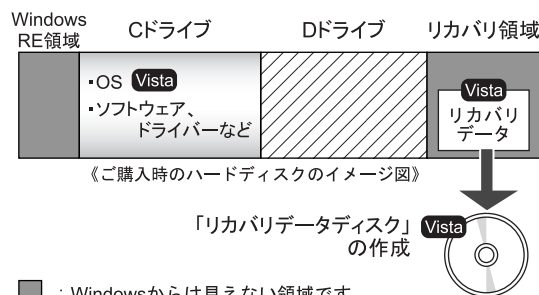 Windows
RE領域
Cドライブ
Dドライブ
リカバリ領域
▪OS Vista
▪ソフトウェア、
ドライバーなど
Vista
リカバリ
データ
《ご購入時のハードディスクのイメージ図》
「リカバリデータディスク」
の作成
Vista
：Windowsからは見えない領域です